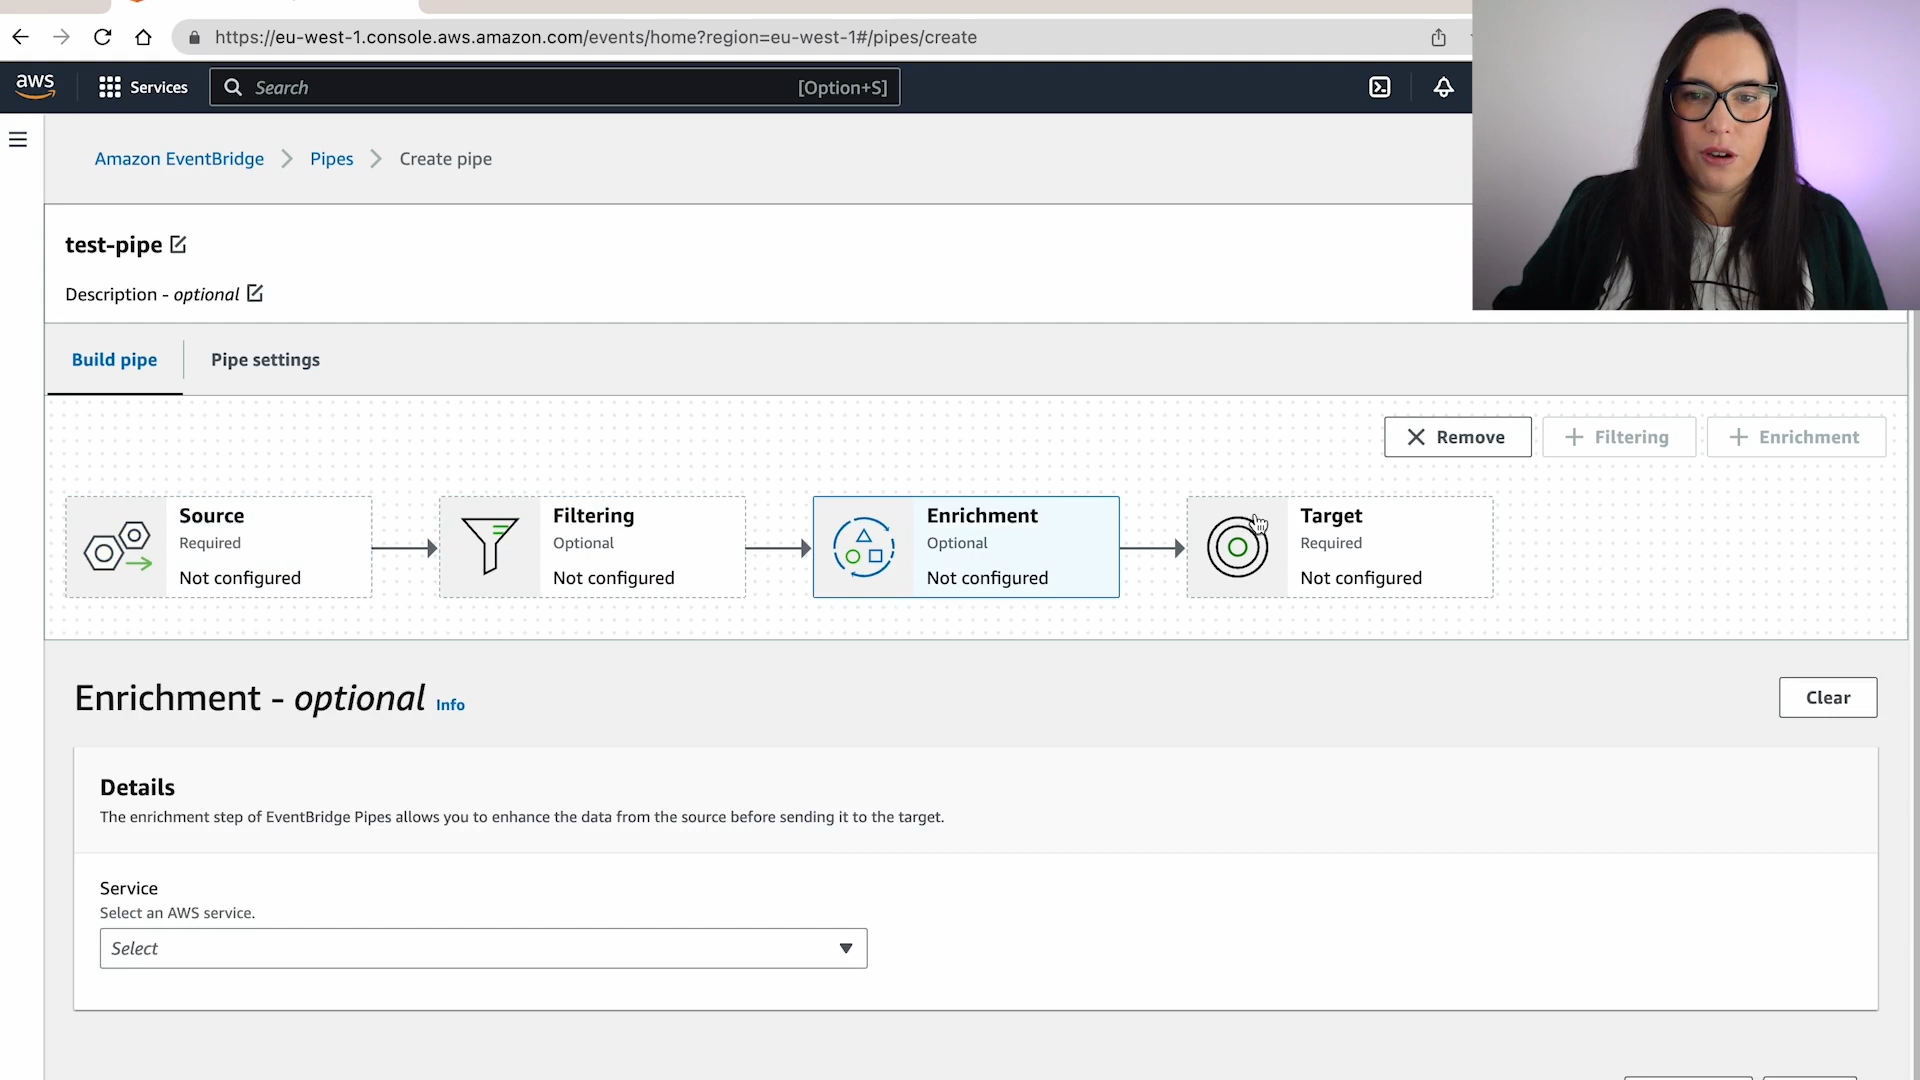 https://eu-west-1.console.aws.amazon.com/events/home?region=eu-west-1#/pipes/create
aws
Services
Search
[Option+S]
Amazon EventBridge
Pipes
Create pipe
test-pipe
Description - optional
Build pipe
Pipe settings
Remove
Filtering
Enrichment
Source
Required
Not configured
Filtering
Optional
Not configured
Enrichment
Optional
Not configured
Target
Required
Not configured
Enrichment - optional Info
Clear
Details
The enrichment step of EventBridge Pipes allows you to enhance the data from the source before sending it to the target.
Service
Select an AWS service.
Select